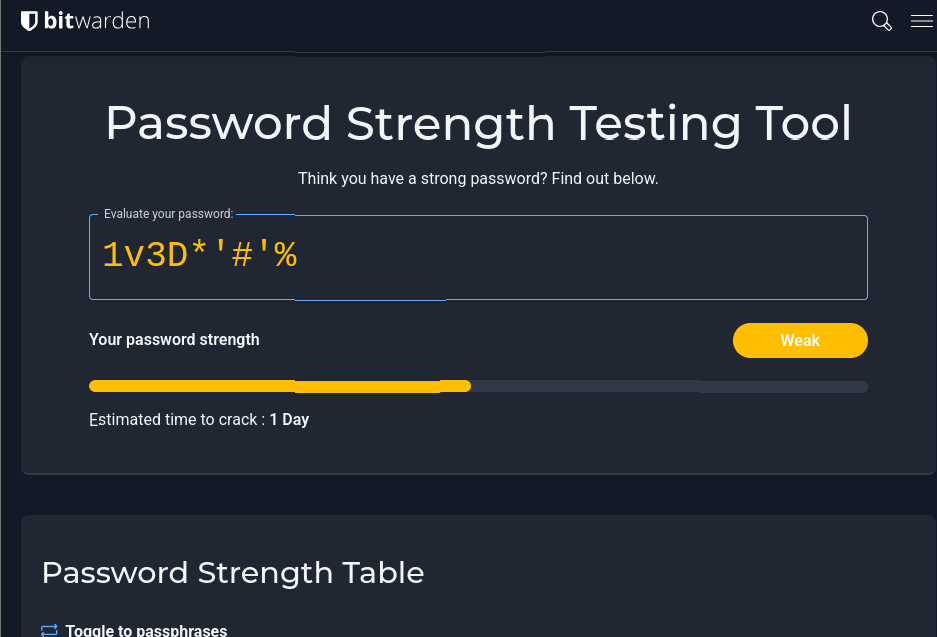 bitwarden
Password Strength Testing Tool
Think you have a strong password? Find out below.
Evaluate your password:
1v3D*'#'%
Your password strength
Weak
Estimated time to crack : 1 Day
Password Strength Table
Toggle to passphrases